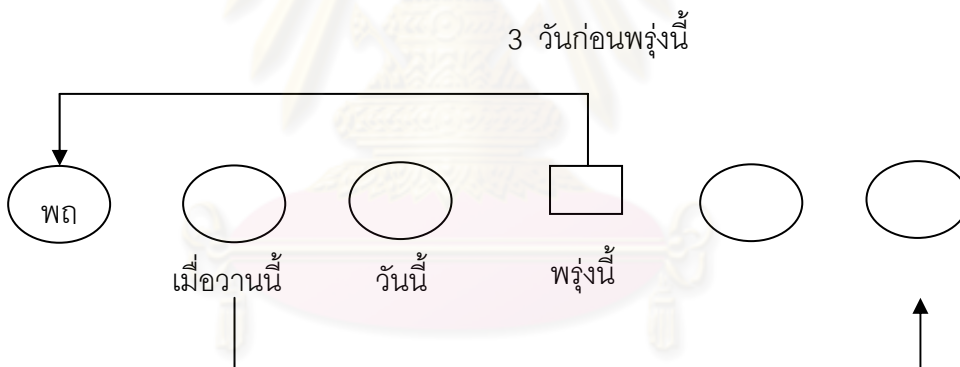 3 วันก่อนพรุ่งนี้
พฤ
เมื่อวานนี้ วันนี้ พรุ่งนี้